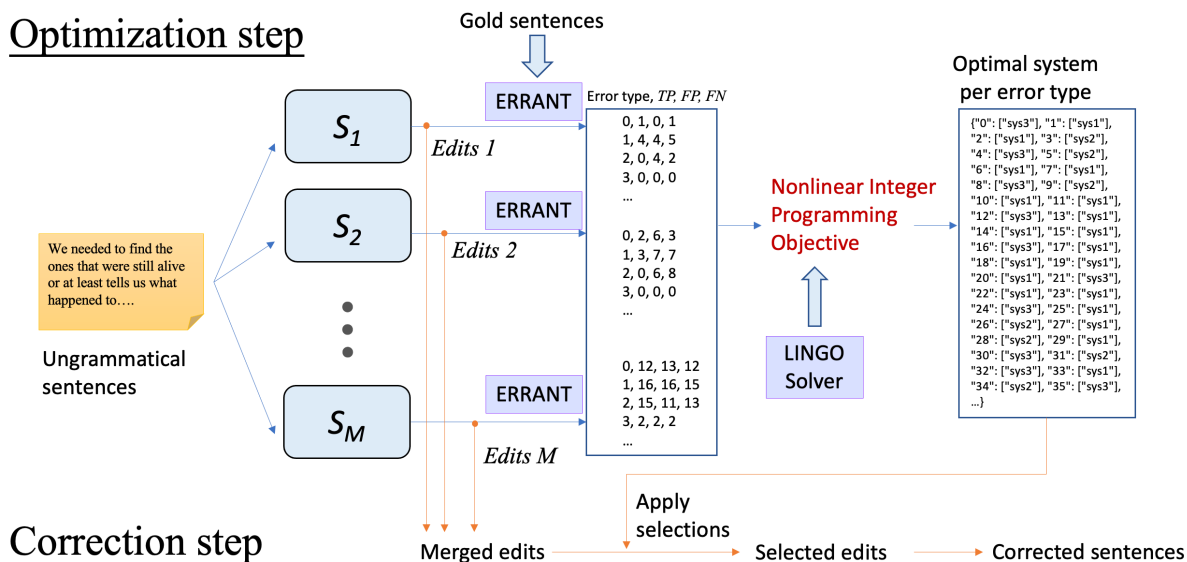 Optimization step
Gold sentences
ERRANT
Error type, TP, FP, FN
S1
Edits 1
0, 1, 0, 1
1, 4, 4, 5
2, 0, 4, 2
3, 0, 0, 0
...
ERRANT
S2
Edits 2
0, 2, 6, 3
1, 3, 7, 7
2, 0, 6, 8
3, 0, 0, 0
...
We needed to find the
ones that were still alive
or at least tells us what
happened to....
Ungrammatical
sentences
ERRANT
SM
Edits M
0, 12, 13, 12
1, 16, 16, 15
2, 15, 11, 13
3, 2, 2, 2
...
Nonlinear Integer
Programming
Objective
LINGO
Solver
Optimal system
per error type
{"0": ["sys3"], "1": ["sys1"],
"2": ["sys1"], "3": ["sys2"],
"4": ["sys3"], "5": ["sys2"],
"6": ["sys1"], "7": ["sys1"],
"8": ["sys3"], "9": ["sys2"],
"10": ["sys1"], "11": ["sys1"],
"12": ["sys3"], "13": ["sys1"],
"14": ["sys1"], "15": ["sys1"],
"16": ["sys3"], "17": ["sys1"],
"18": ["sys1"], "19": ["sys1"],
"20": ["sys1"], "21": ["sys3"],
"22": ["sys1"], "23": ["sys1"],
"24": ["sys3"], "25": ["sys1"],
"26": ["sys2"], "27": ["sys1"],
"28": ["sys2"], "29": ["sys1"],
"30": ["sys3"], "31": ["sys2"],
"32": ["sys3"], "33": ["sys1"],
"34": ["sys2"], "35": ["sys3"],
...}
Correction step
Merged edits
Apply
selections
Selected edits
Corrected sentences